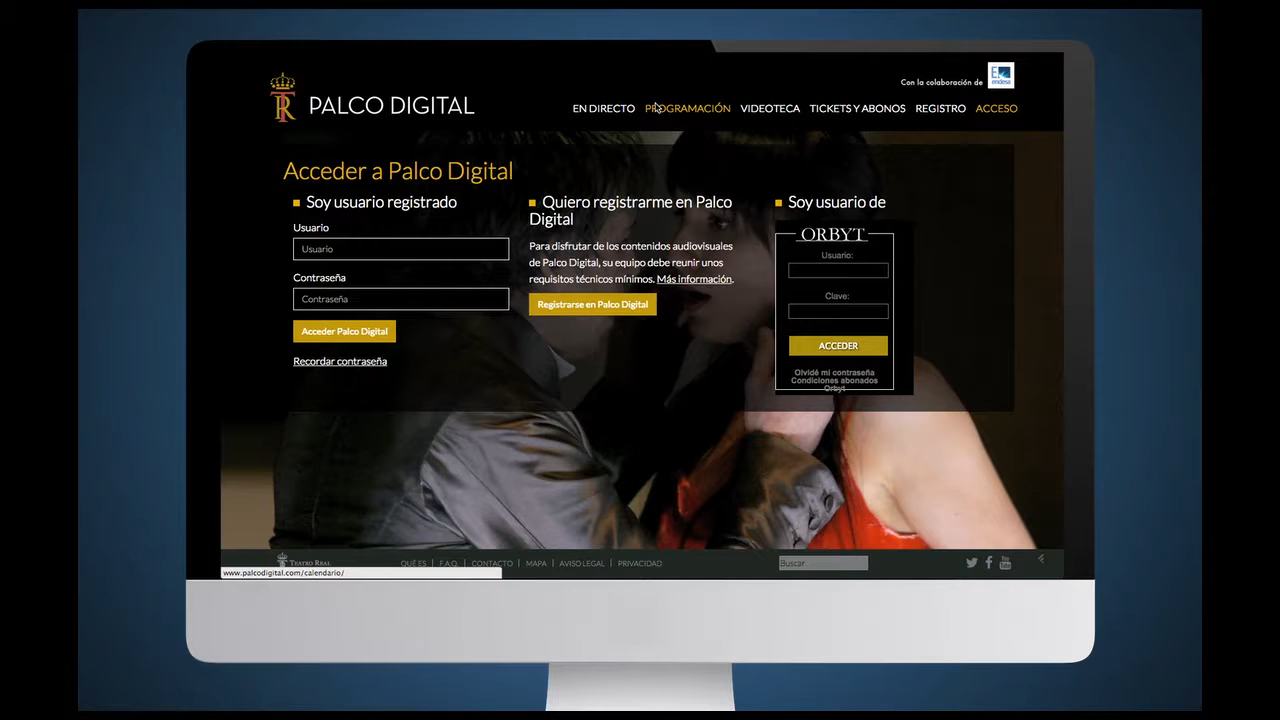 Con la colaboración de
endesa
PALCO DIGITAL
EN DIRECTO PROGRAMACIÓN VIDEOTECA TICKETS Y ABONOS REGISTRO ACCESO
Acceder a Palco Digital
Soy usuario registrado
Usuario
Usuario
Contraseña
Contraseña
Acceder Palco Digital
Recordar contraseña
Quiero registrarme en Palco
Digital
Para disfrutar de los contenidos audiovisuales
de Palco Digital, su equipo debe reunir unos
requisitos técnicos mínimos. Más información.
Registrarse en Palco Digital
Soy usuario de
ORBYT
Usuario:
Clave:
ACCEDER
Olvidé mi contraseña
Condiciones abonados
Orbyt
TEATRO REAL
QUÉ ES | F.A.Q. | CONTACTO | MAPA | AVISO LEGAL | PRIVACIDAD
Buscar
www.palcodigital.com/calendario/